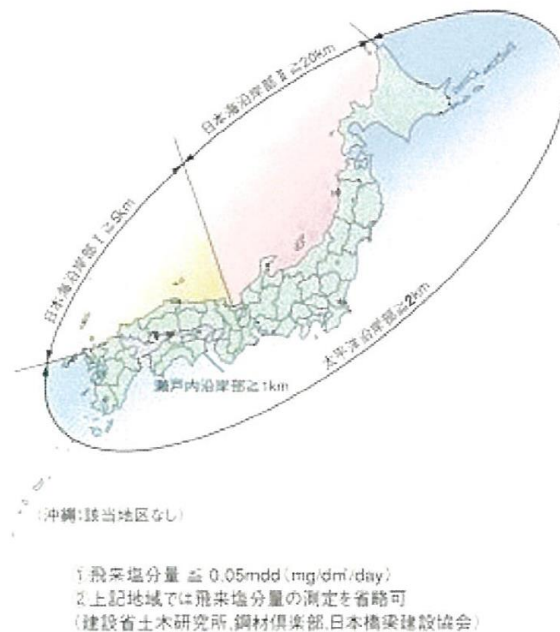 日本海沿岸部Ⅱ≧20km
日本海沿岸部Ⅰ≧5km
太平洋沿岸部≧2km
瀬戸内沿岸部≧1km
(沖縄:該当地区なし)
1)飛来塩分量 ≦ 0.05mdd(mg/dm²/day)
2)上記地域では飛来塩分量の測定を省略可
(建設省土木研究所,鋼材倶楽部,日本橋梁建設協会)